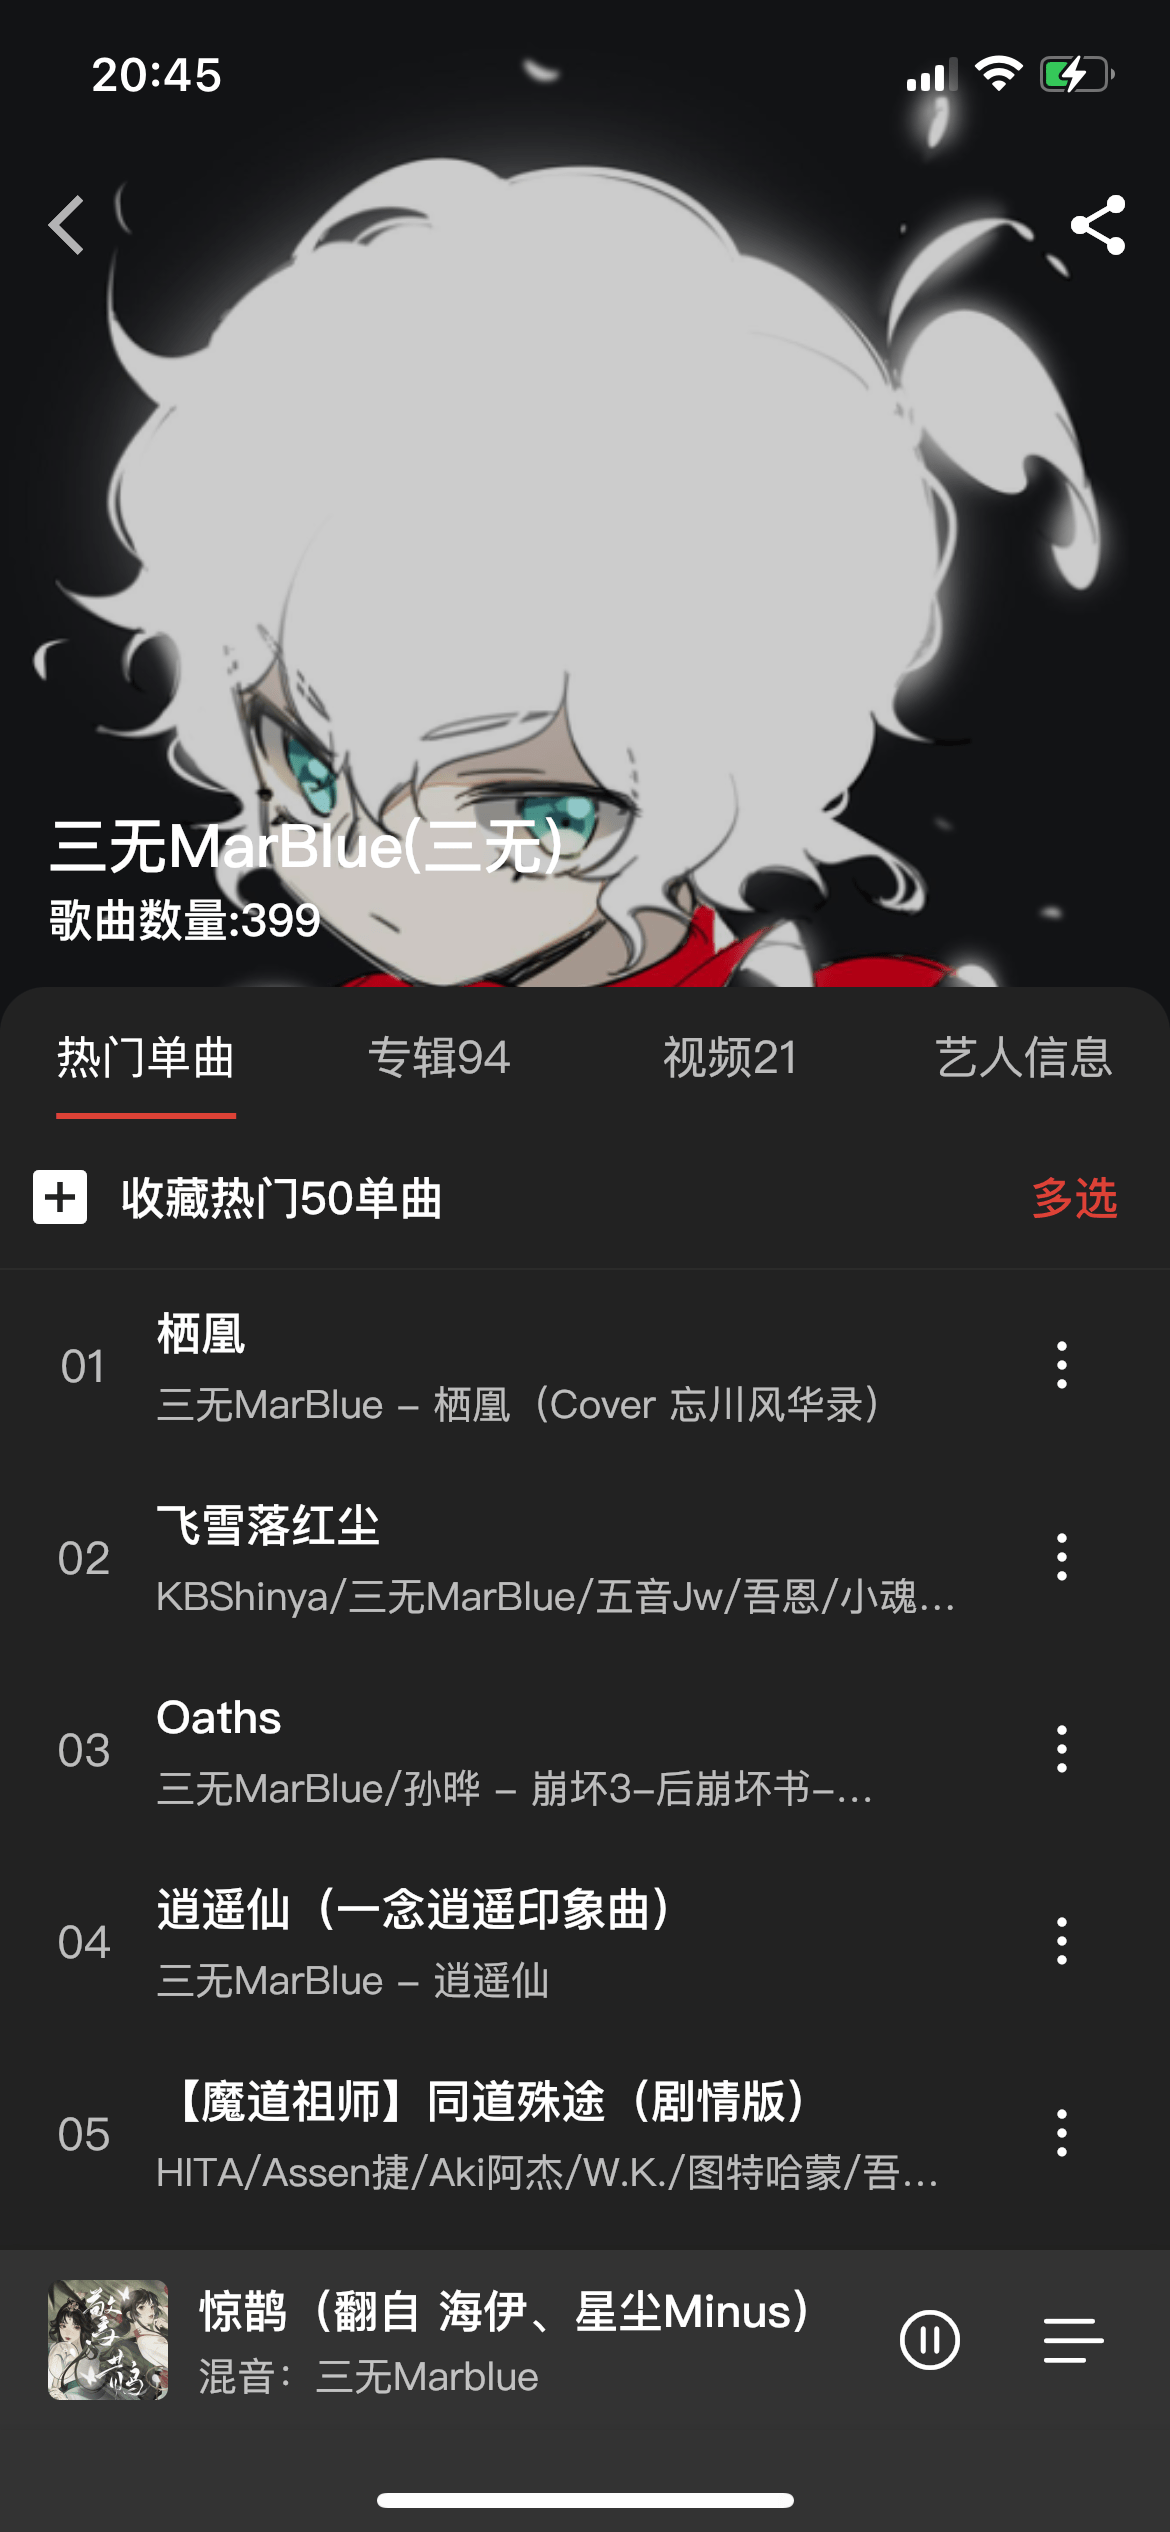 20:45
三无MarBlue(三无)
歌曲数量:399
热门单曲 专辑94 视频21 艺人信息
收藏热门50单曲 多选
01 栖凰
三无MarBlue – 栖凰（Cover 忘川风华录）
02 飞雪落红尘
KBShinya/三无MarBlue/五音Jw/吾恩/小魂...
03 Oaths
三无MarBlue/孙晔 – 崩坏3–后崩坏书–...
04 逍遥仙（一念逍遥印象曲）
三无MarBlue – 逍遥仙
05 【魔道祖师】同道殊途（剧情版）
HITA/Assen捷/Aki阿杰/W.K./图特哈蒙/吾...
惊鹊
惊鹊（翻自 海伊、星尘Minus）
混音：三无Marblue